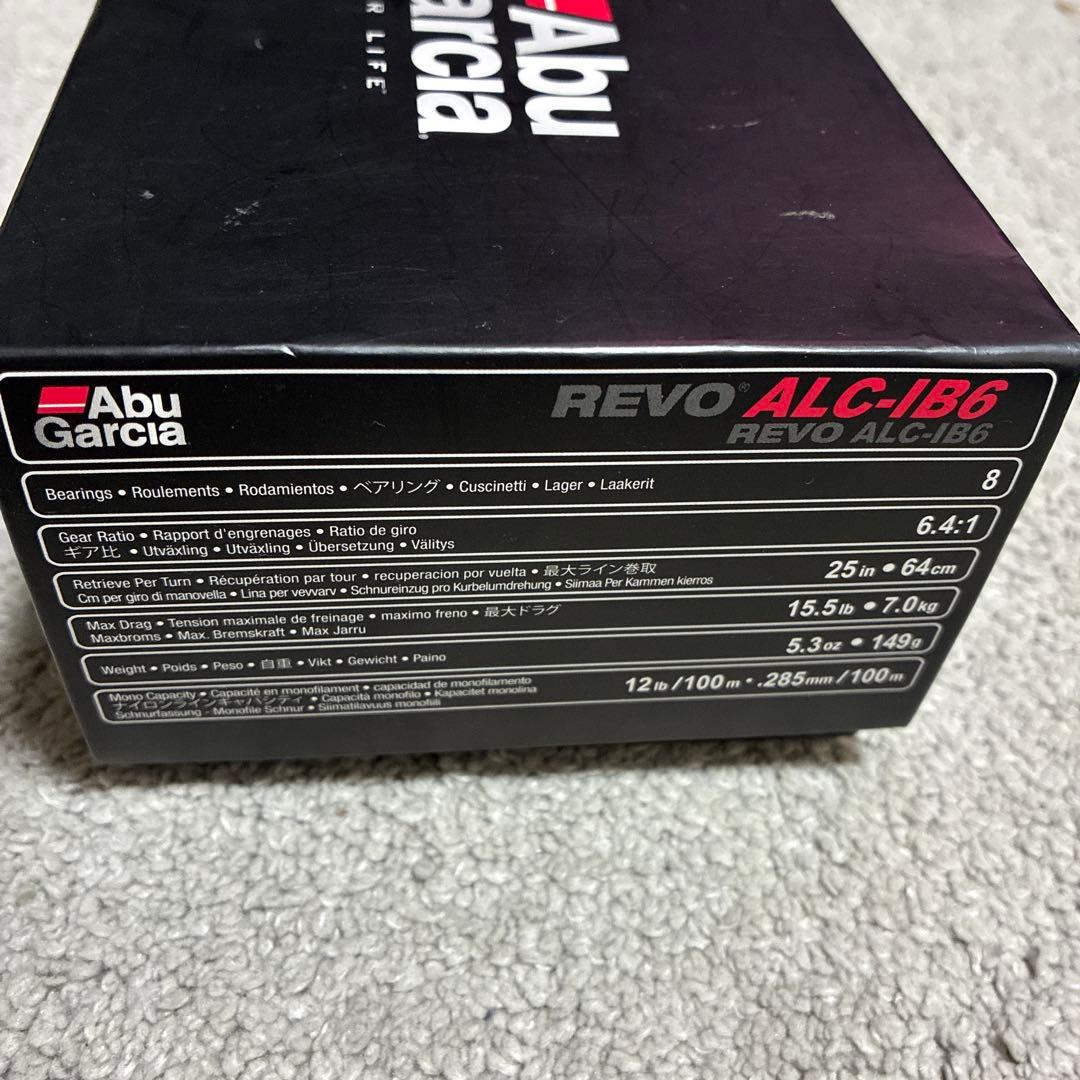 Abu
Garcia
R LIFE
Abu
Garcia
REVO® ALC-IB6
REVO ALC-IB6
Bearings • Roulements • Rodamientos • ベアリング • Cuscinetti • Lager • Laakerit
8
Gear Ratio • Rapport d'engrenages • Ratio de giro
ギア比 • Utväxling • Utväxling • Übersetzung • Välitys
6.4:1
Retrieve Per Turn • Récupération par tour • recuperacion por vuelta • 最大ライン巻取
Cm per giro di manovella • Lina per vevvarv • Schnureinzug pro Kurbelumdrehung • Siimaa Per Kammen kierros
25in • 64cm
Max Drag • Tension maximale de freinage • maximo freno • 最大ドラグ
Maxbroms • Max. Bremskraft • Max Jarru
15.5lb • 7.0kg
Weight • Poids • Peso • 自重 • Vikt • Gewicht • Paino
5.3oz • 149g
Mono Capacity • Capacité en monofilament • capacidad de monofilamento
ナイロンラインキャパシティ • Capacità monofilo • Kapacitet monolina
Schnurfassung - Monofile Schnur • Siimatilavuus monofiili
12lb/100m • .285mm/100m